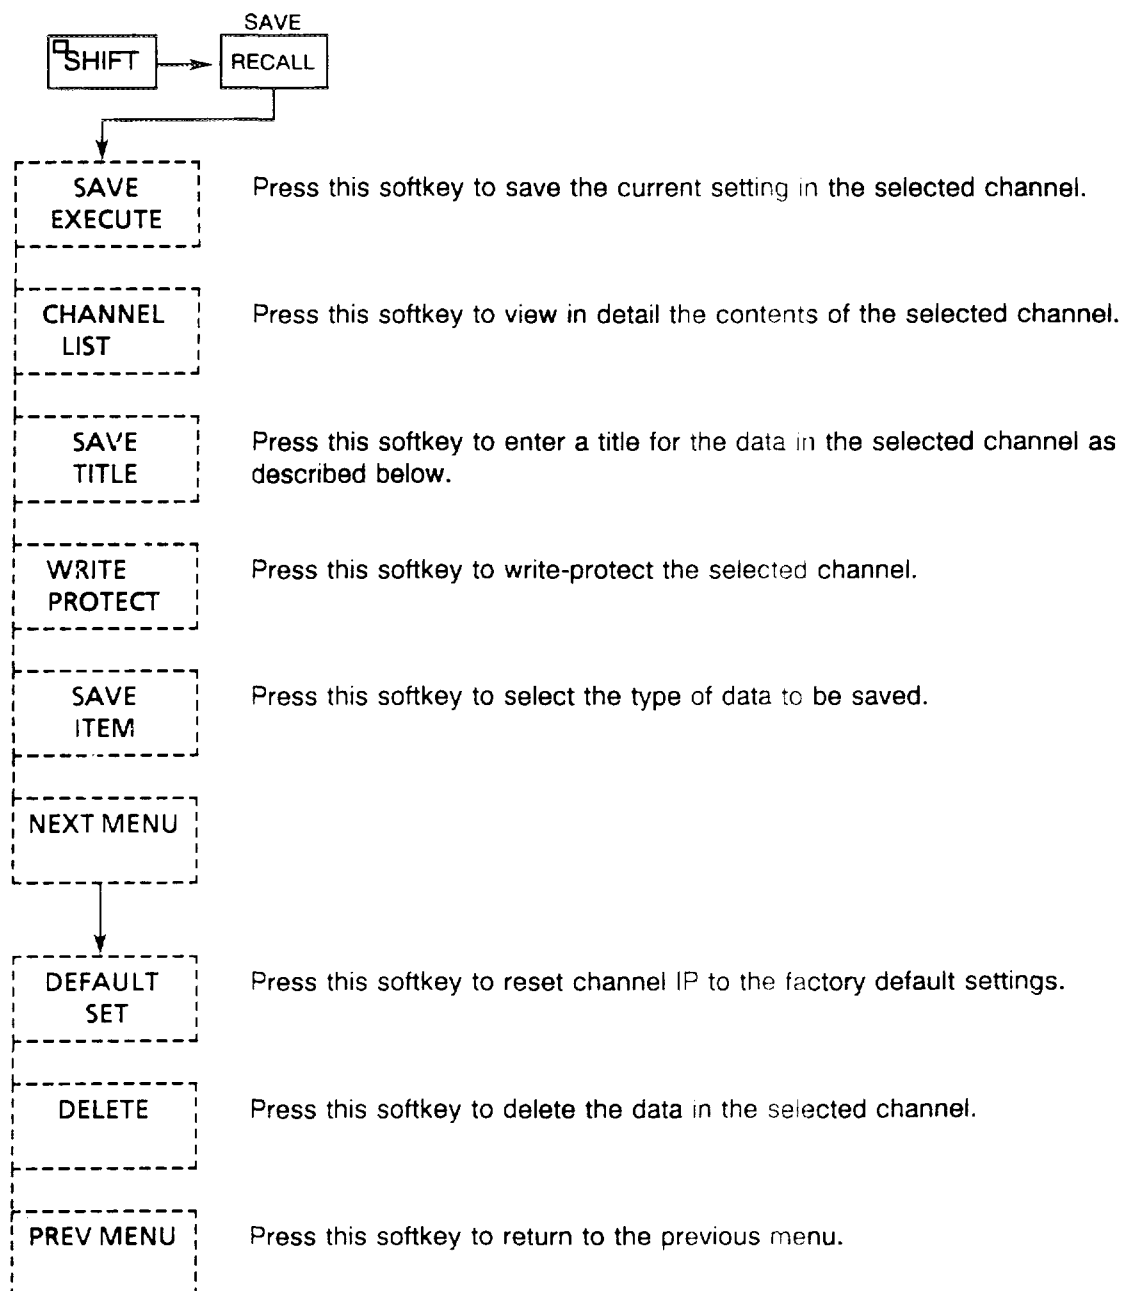 SAVE
SHIFT
RECALL
SAVE
EXECUTE
Press this softkey to save the current setting in the selected channel.
CHANNEL
LIST
Press this softkey to view in detail the contents of the selected channel.
SAVE
TITLE
Press this softkey to enter a title for the data in the selected channel as
described below.
WRITE
PROTECT
Press this softkey to write-protect the selected channel.
SAVE
ITEM
Press this softkey to select the type of data to be saved.
NEXT MENU
DEFAULT
SET
Press this softkey to reset channel IP to the factory default settings.
DELETE
Press this softkey to delete the data in the selected channel.
PREV MENU
Press this softkey to return to the previous menu.